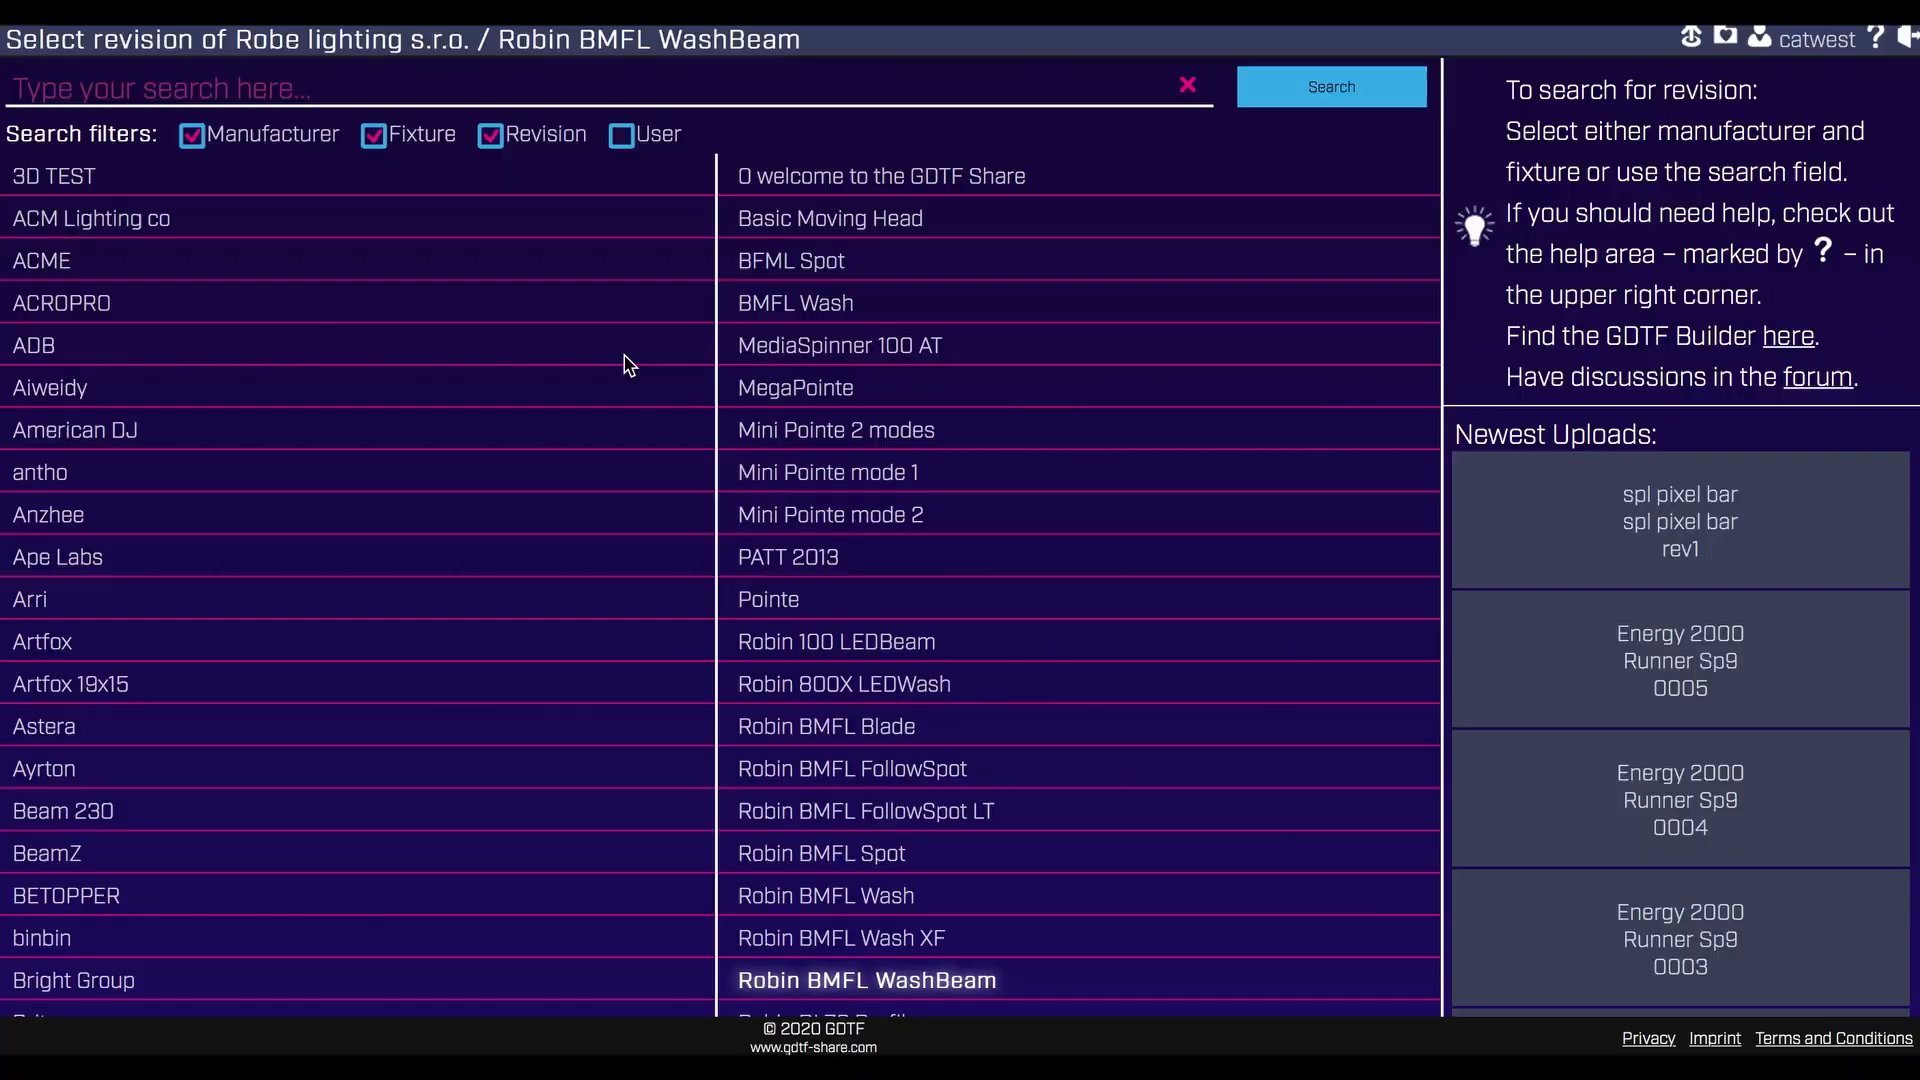 Select revision of Robe lighting s.r.o. / Robin BMFL WashBeam
catwest ?
Type your search here...
Search
Search filters: Manufacturer Fixture Revision User
3D TEST
ACM Lighting co
ACME
ACROPRO
ADB
Aiweidy
American DJ
antho
Anzhee
Ape Labs
Arri
Artfox
Artfox 19x15
Astera
Ayrton
Beam 230
BeamZ
BETOPPER
binbin
Bright Group
0 welcome to the GDTF Share
Basic Moving Head
BFML Spot
BMFL Wash
MediaSpinner 100 AT
MegaPointe
Mini Pointe 2 modes
Mini Pointe mode 1
Mini Pointe mode 2
PATT 2013
Pointe
Robin 100 LEDBeam
Robin 800X LEDWash
Robin BMFL Blade
Robin BMFL FollowSpot
Robin BMFL FollowSpot LT
Robin BMFL Spot
Robin BMFL Wash
Robin BMFL Wash XF
Robin BMFL WashBeam
To search for revision:
Select either manufacturer and
fixture or use the search field.
If you should need help, check out
the help area – marked by ? – in
the upper right corner.
Find the GDTF Builder here.
Have discussions in the forum.
Newest Uploads:
spl pixel bar
spl pixel bar
rev1
Energy 2000
Runner Sp9
0005
Energy 2000
Runner Sp9
0004
Energy 2000
Runner Sp9
0003
© 2020 GDTF
www.gdtf-share.com
Privacy Imprint Terms and Conditions